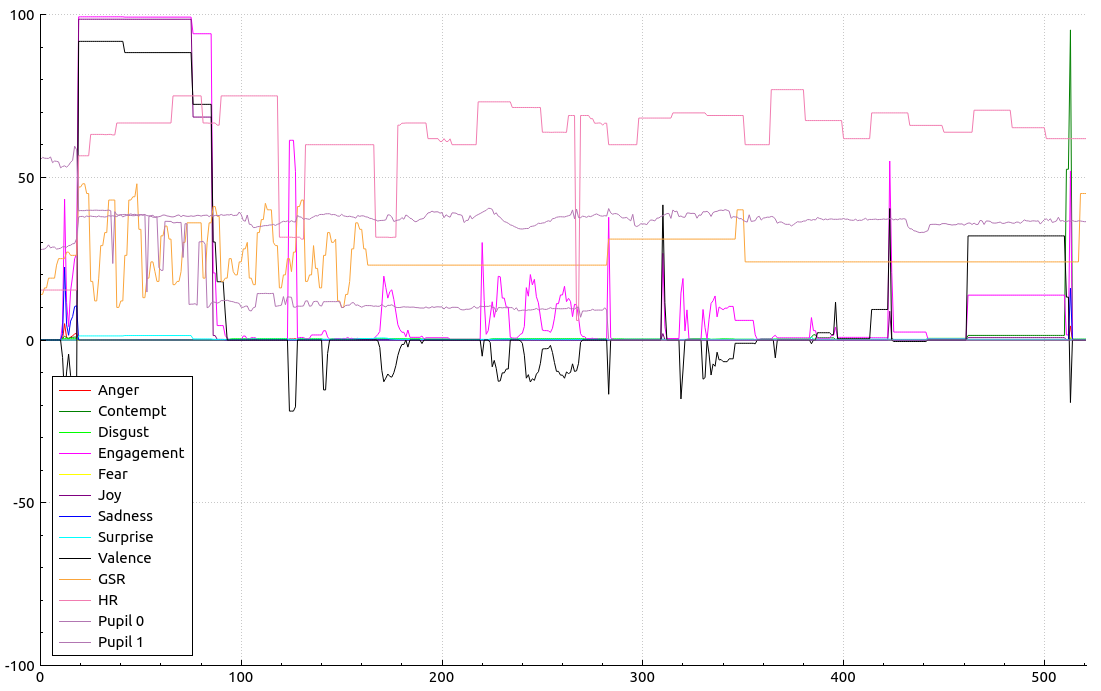 100
50
0
-50
-100
Anger
Contempt
Disgust
Engagement
Fear
Joy
Sadness
Surprise
Valence
GSR
HR
Pupil 0
Pupil 1
0 100 200 300 400 500